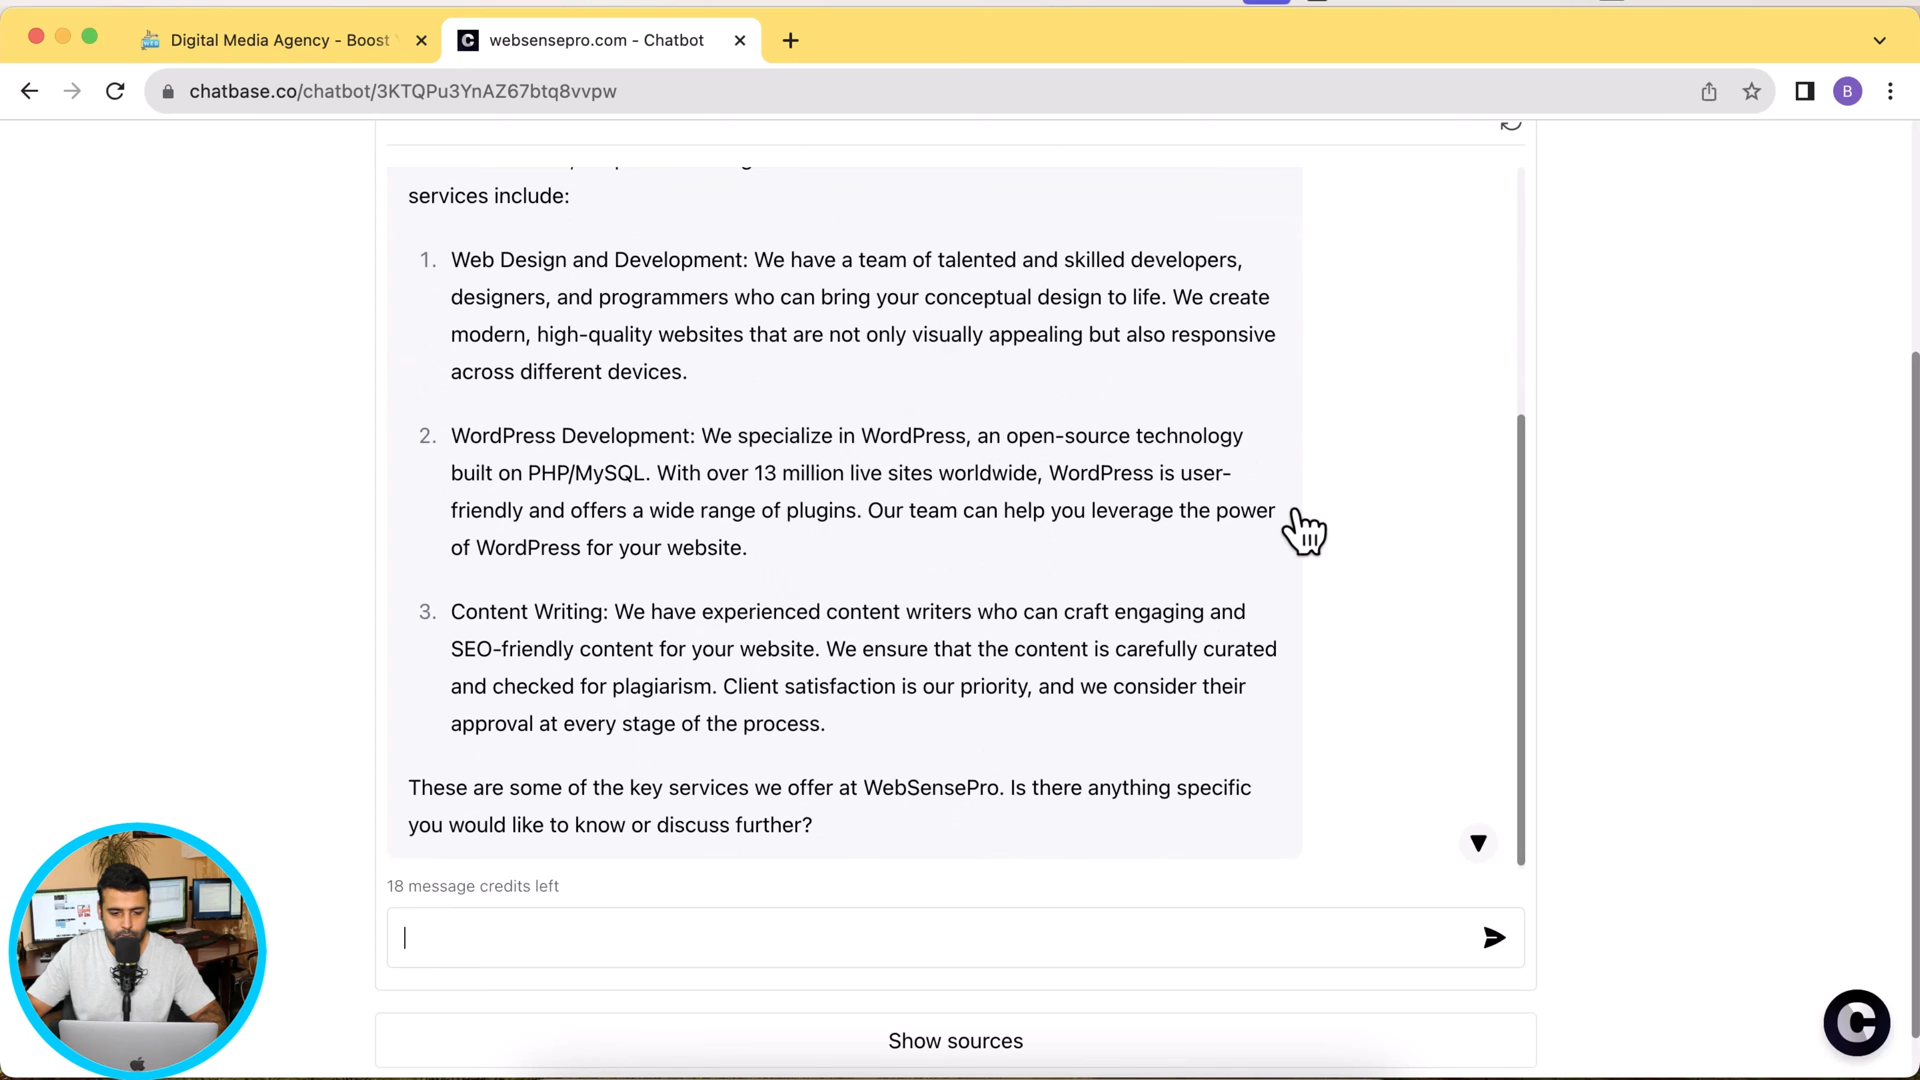 Digital Media Agency - Boost
websensepro.com - Chatbot
chatbase.co/chatbot/3KTQPu3YnAZ67btq8vvpw
B
services include:
1. Web Design and Development: We have a team of talented and skilled developers,
designers, and programmers who can bring your conceptual design to life. We create
modern, high-quality websites that are not only visually appealing but also responsive
across different devices.
2. WordPress Development: We specialize in WordPress, an open-source technology
built on PHP/MySQL. With over 13 million live sites worldwide, WordPress is user-
friendly and offers a wide range of plugins. Our team can help you leverage the power
of WordPress for your website.
3. Content Writing: We have experienced content writers who can craft engaging and
SEO-friendly content for your website. We ensure that the content is carefully curated
and checked for plagiarism. Client satisfaction is our priority, and we consider their
approval at every stage of the process.
These are some of the key services we offer at WebSensePro. Is there anything specific
you would like to know or discuss further?
18 message credits left
Show sources